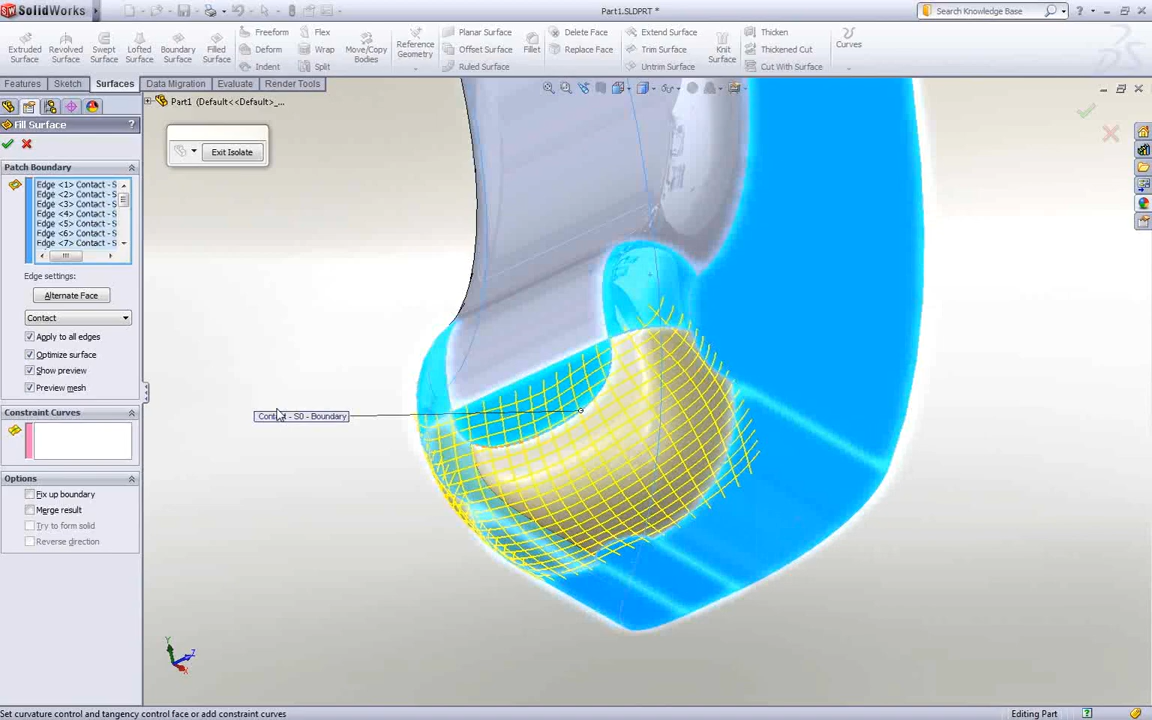 SolidWorks
Part1.SLDPRT *
Search Knowledge Base
Extruded Surface
Revolved Surface
Swept Surface
Lofted Surface
Boundary Surface
Filled Surface
Freeform
Deform
Indent
Flex
Wrap
Split
Move/Copy Bodies
Reference Geometry
Planar Surface
Offset Surface
Ruled Surface
Fillet
Delete Face
Replace Face
Extend Surface
Trim Surface
Untrim Surface
Knit Surface
Thicken
Thickened Cut
Cut With Surface
Curves
Features
Sketch
Surfaces
Data Migration
Evaluate
Render Tools
Part1 (Default<<Default>_...
Fill Surface
?
Exit Isolate
Patch Boundary
Edge <1> Contact - S
Edge <2> Contact - S
Edge <3> Contact - S
Edge <4> Contact - S
Edge <5> Contact - S
Edge <6> Contact - S
Edge <7> Contact - S
Edge settings:
Alternate Face
Contact
Apply to all edges
Optimize surface
Show preview
Preview mesh
Constraint Curves
Contact - S0 - Boundary
Options
Fix up boundary
Merge result
Try to form solid
Reverse direction
Y
Z
X
Set curvature control and tangency control face or add constraint curves
Editing Part